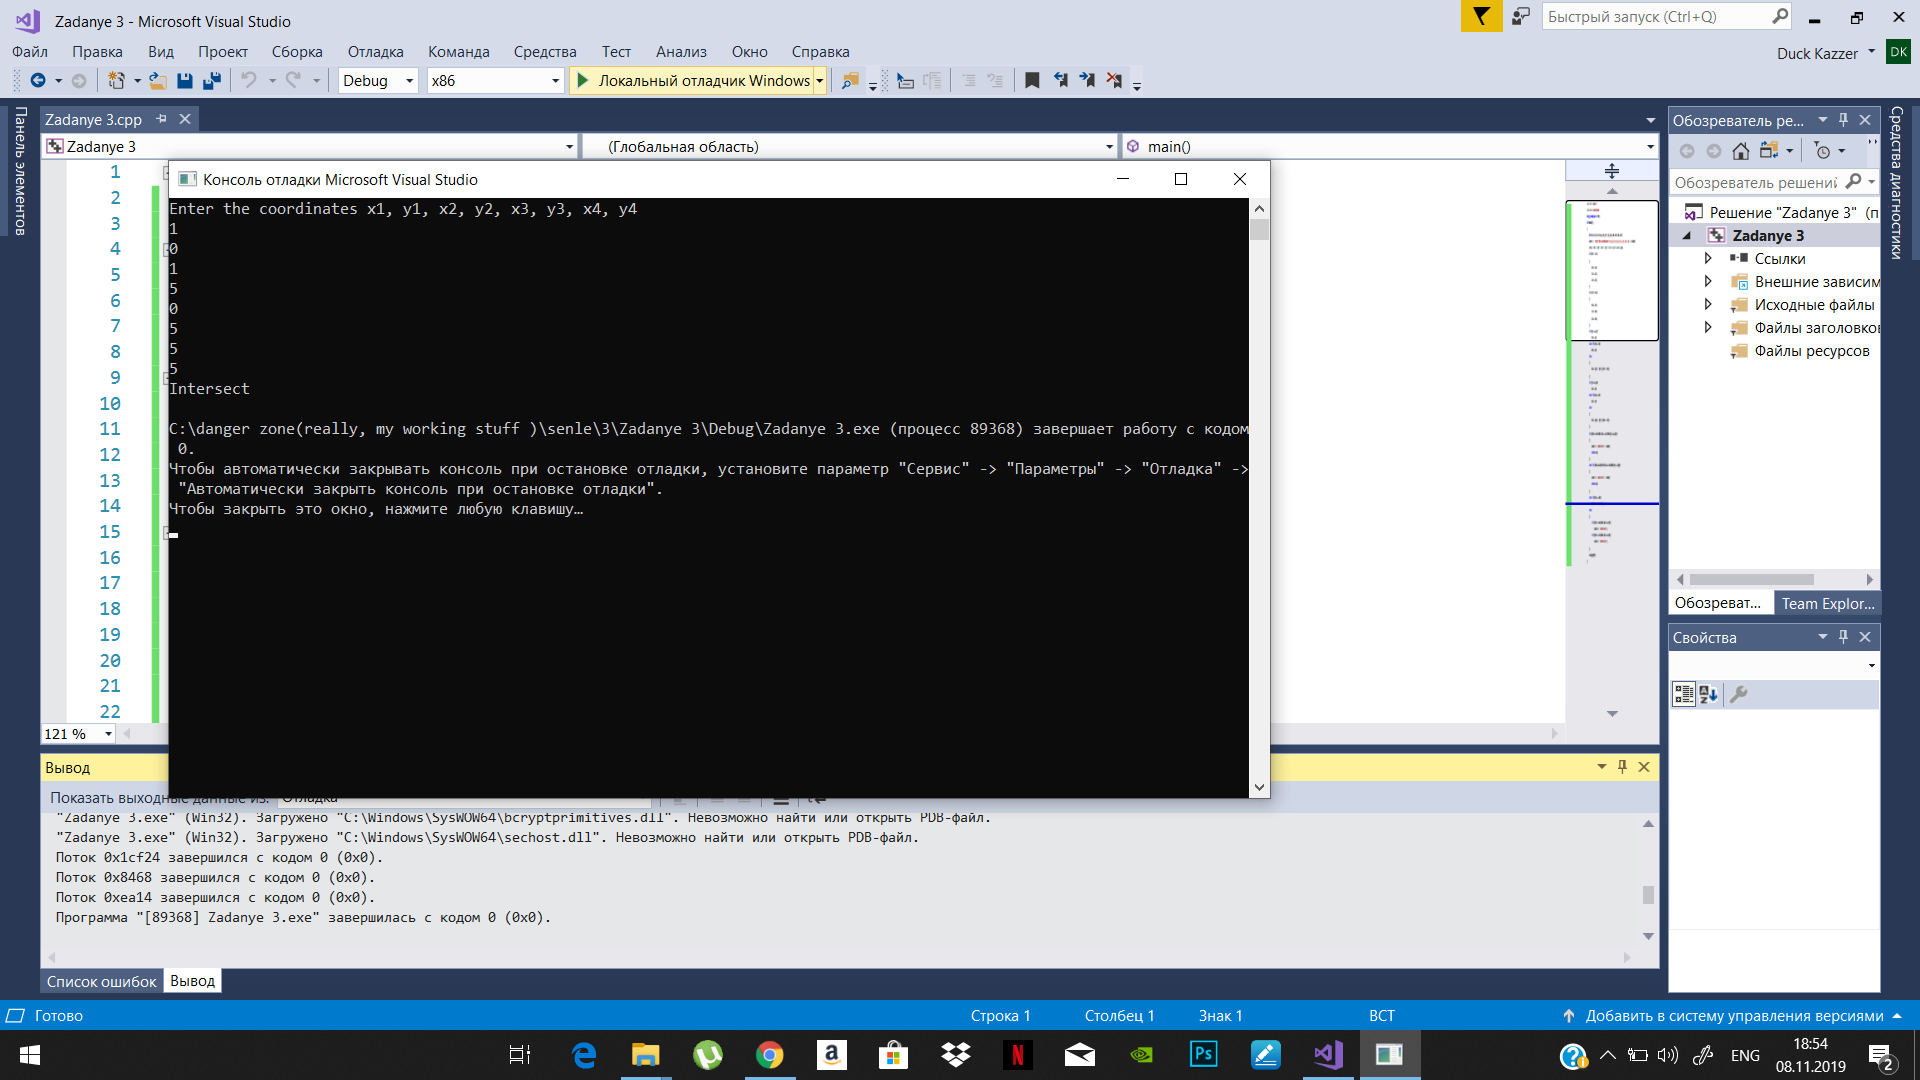 Zadanye 3 - Microsoft Visual Studio
Быстрый запуск (Ctrl+Q)
Файл Правка Вид Проект Сборка Отладка Команда Средства Тест Анализ Окно Справка
Duck Kazzer DK
Debug x86 Локальный отладчик Windows
Панель элементов
Zadanye 3.cpp
Zadanye 3 (Глобальная область) main()
1
2
3
4
5
6
7
8
9
10
11
12
13
14
15
16
17
18
19
20
21
22
121 %
Консоль отладки Microsoft Visual Studio
Enter the coordinates x1, y1, x2, y2, x3, y3, x4, y4
1
0
1
5
0
5
5
5
Intersect
C:\danger zone(really, my working stuff )\senle\3\Zadanye 3\Debug\Zadanye 3.exe (процесс 89368) завершает работу с кодом
0.
Чтобы автоматически закрывать консоль при остановке отладки, установите параметр "Сервис" -> "Параметры" -> "Отладка" ->
"Автоматически закрыть консоль при остановке отладки".
Чтобы закрыть это окно, нажмите любую клавишу…
Обозреватель ре...
Обозреватель решени
Решение "Zadanye 3" (п
Zadanye 3
Ссылки
Внешние зависим
Исходные файлы
Файлы заголовко
Файлы ресурсов
Обозреват... Team Explor...
Свойства
Средства диагностики
Вывод
Показать выходные данные из: Отладка
"Zadanye 3.exe" (Win32). Загружено "C:\Windows\SysWOW64\bcryptprimitives.dll". Невозможно найти или открыть PDB-файл.
"Zadanye 3.exe" (Win32). Загружено "C:\Windows\SysWOW64\sechost.dll". Невозможно найти или открыть PDB-файл.
Поток 0x1cf24 завершился с кодом 0 (0x0).
Поток 0x8468 завершился с кодом 0 (0x0).
Поток 0xea14 завершился с кодом 0 (0x0).
Программа "[89368] Zadanye 3.exe" завершилась с кодом 0 (0x0).
Список ошибок Вывод
Готово Строка 1 Столбец 1 Знак 1 ВСТ Добавить в систему управления версиями
ENG 18:54
08.11.2019
2